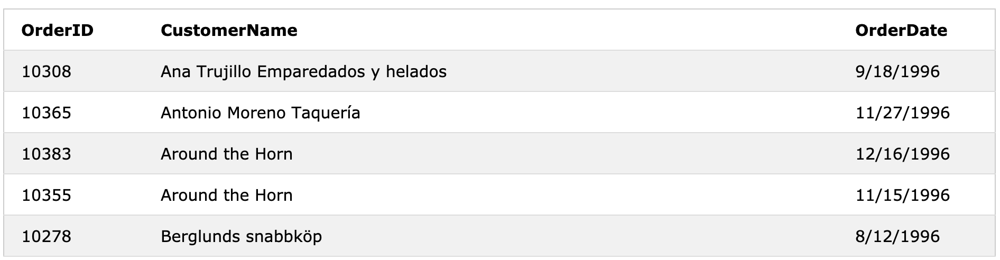 OrderID CustomerName OrderDate
10308 Ana Trujillo Emparedados y helados 9/18/1996
10365 Antonio Moreno Taquería 11/27/1996
10383 Around the Horn 12/16/1996
10355 Around the Horn 11/15/1996
10278 Berglunds snabbköp 8/12/1996